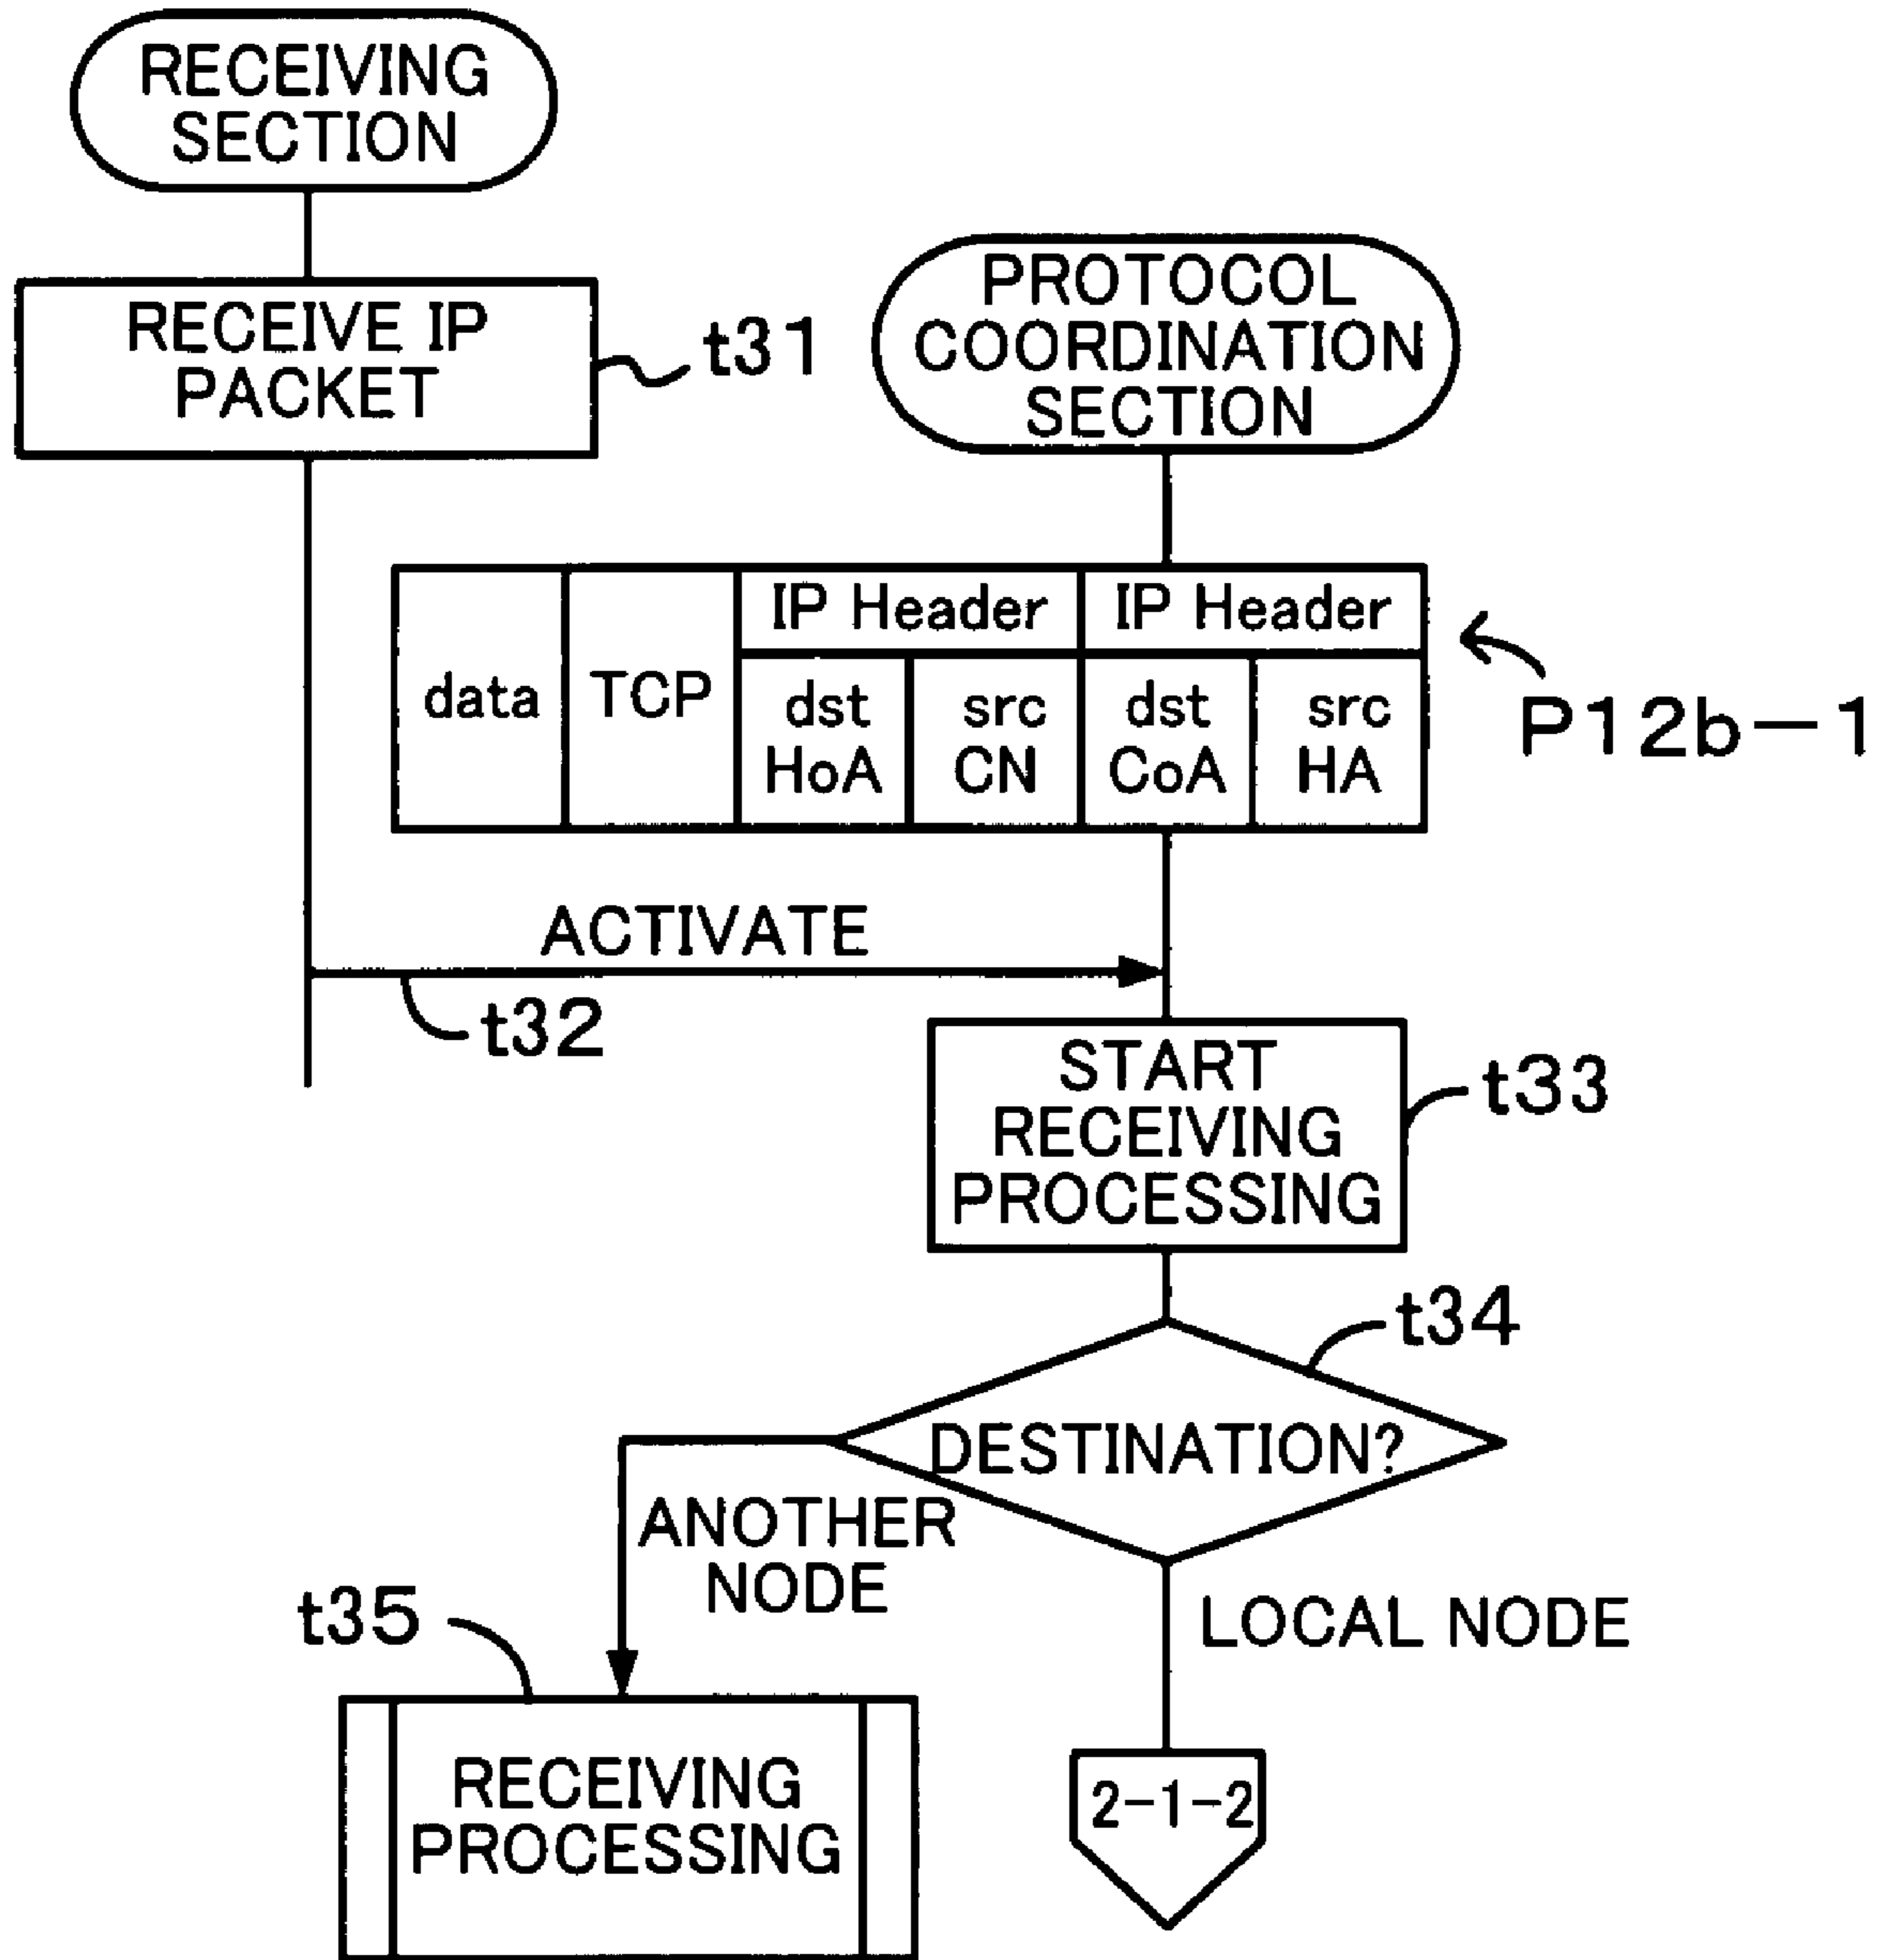 RECEIVING
SECTION
RECEIVE IP
PACKET
t31
PROTOCOL
COORDINATION
SECTION
data
TCP
IP Header
IP Header
dst
HoA
src
CN
dst
CoA
src
HA
P12b-1
ACTIVATE
t32
START
RECEIVING
PROCESSING
t33
t34
DESTINATION?
ANOTHER
NODE
LOCAL NODE
t35
RECEIVING
PROCESSING
2-1-2